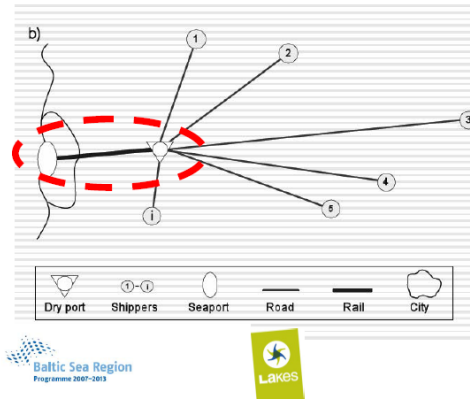 b)
1
2
3
4
5
i
①-ⓘ
Dry port Shippers Seaport Road Rail City
Baltic Sea Region
Programme 2007-2013
Lakes